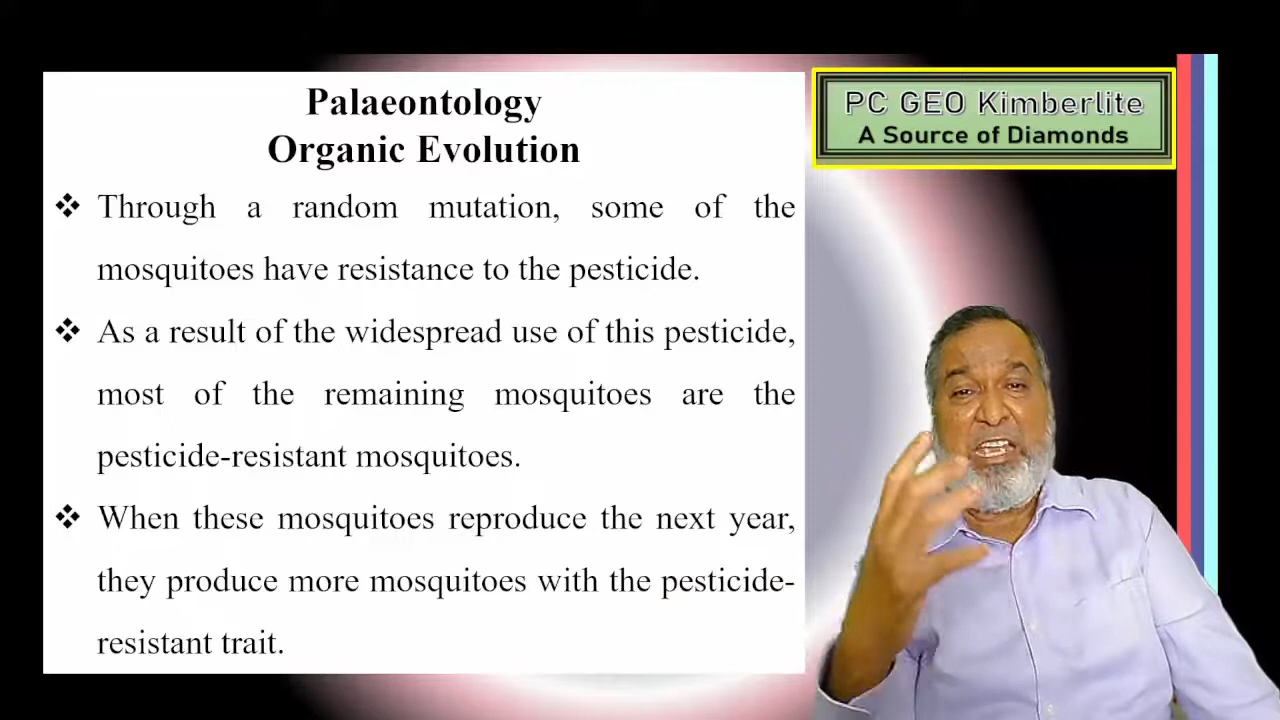 Palaeontology
Organic Evolution
❖ Through a random mutation, some of the
mosquitoes have resistance to the pesticide.
❖ As a result of the widespread use of this pesticide,
most of the remaining mosquitoes are the
pesticide-resistant mosquitoes.
❖ When these mosquitoes reproduce the next year,
they produce more mosquitoes with the pesticide-
resistant trait.
PC GEO Kimberlite
A Source of Diamonds